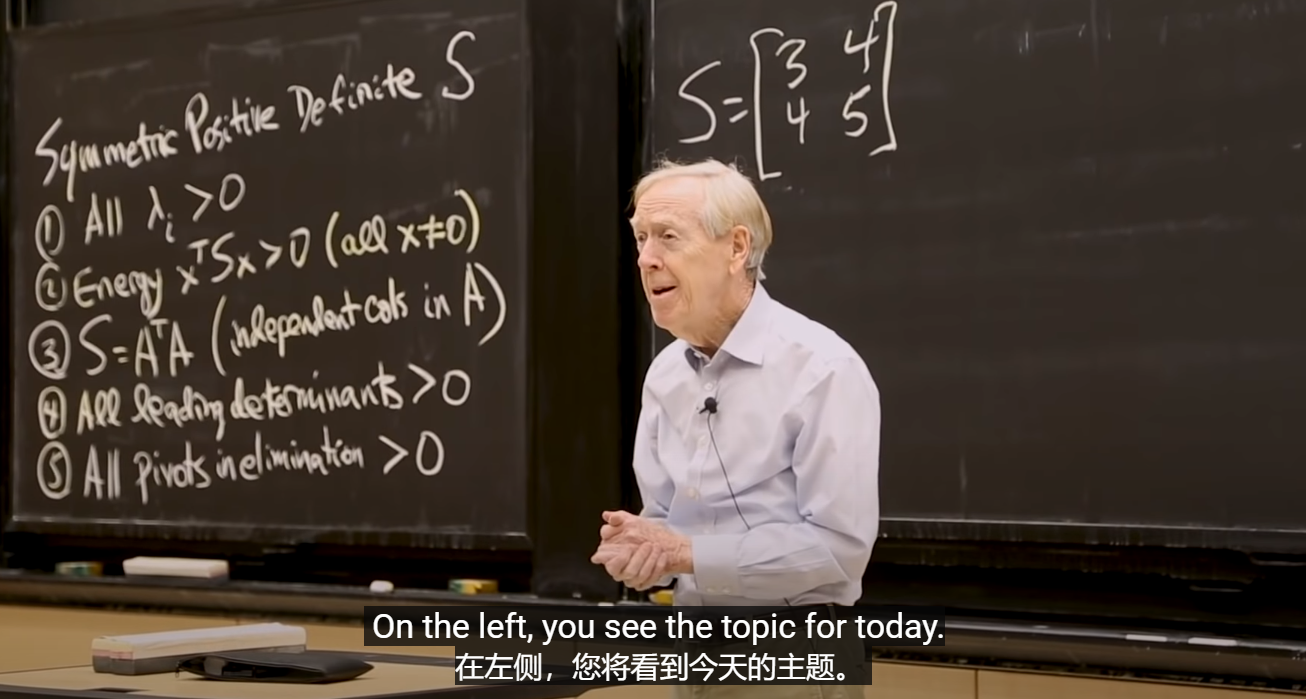 Symmetric Positive Definite S
① All λᵢ >0
② Energy xᵀSx>0 (all x≠0)
③ S=AᵀA (independent cols in A)
④ All leading determinants >0
⑤ All pivots in elimination >0
S=[3 4
4 5]
On the left, you see the topic for today.
在左侧，您将看到今天的主题。